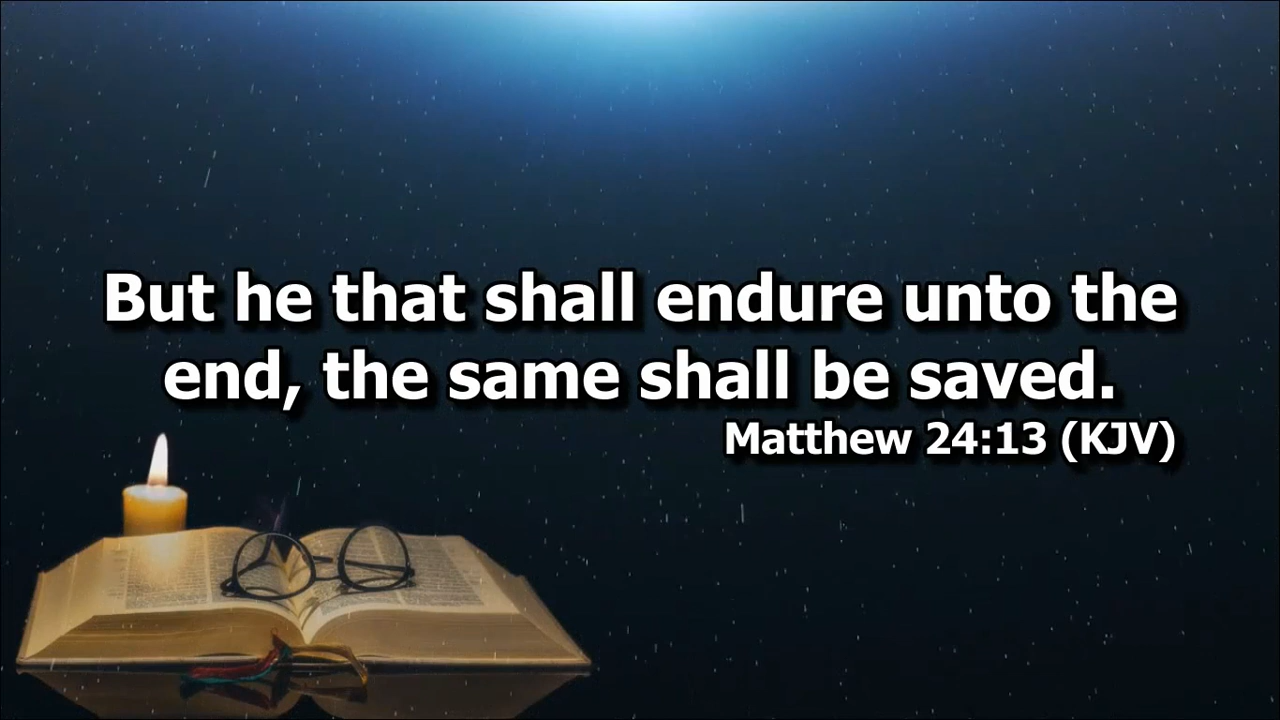 But he that shall endure unto the
end, the same shall be saved.
Matthew 24:13 (KJV)